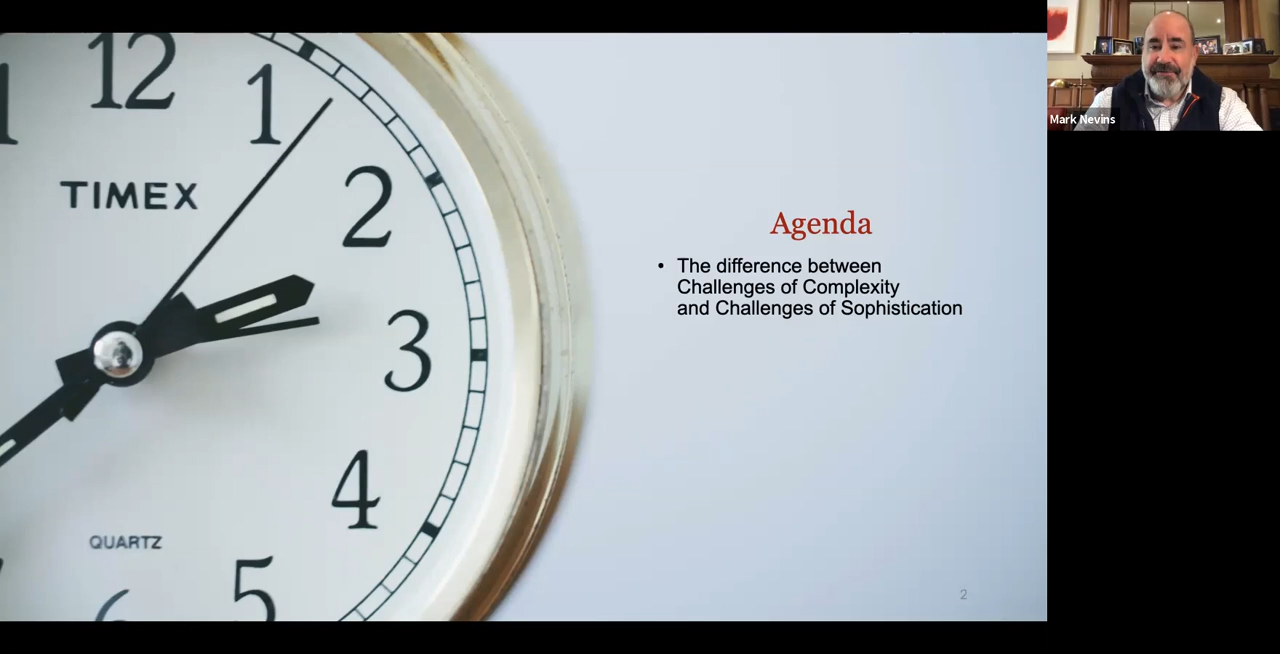 12
1
TIMEX
2
3
4
QUARTZ
5
6
Agenda
• The difference between
Challenges of Complexity
and Challenges of Sophistication
2
Mark Nevins